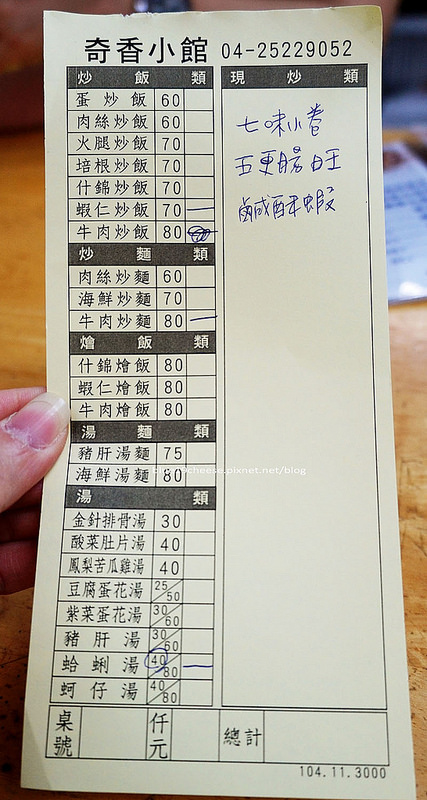 奇香小館 04-25229052
炒飯類
蛋炒飯 60
肉絲炒飯 60
火腿炒飯 70
培根炒飯 70
什錦炒飯 70
蝦仁炒飯 70 一
牛肉炒飯 80
炒麵類
肉絲炒麵 60
海鮮炒麵 70
牛肉炒麵 80 一
燴飯類
什錦燴飯 80
蝦仁燴飯 80
牛肉燴飯 80
湯麵類
豬肝湯麵 75
海鮮湯麵 80
湯類
金針排骨湯 30
酸菜肚片湯 40
鳳梨苦瓜雞湯 40
豆腐蛋花湯 25/50
紫菜蛋花湯 30/60
豬肝湯 30/60
蛤蜊湯 40/80 一
蚵仔湯 40/80
現炒類
七味小卷
五更腸旺
鹹酥蝦
桌號
仟元
總計
104.11.3000